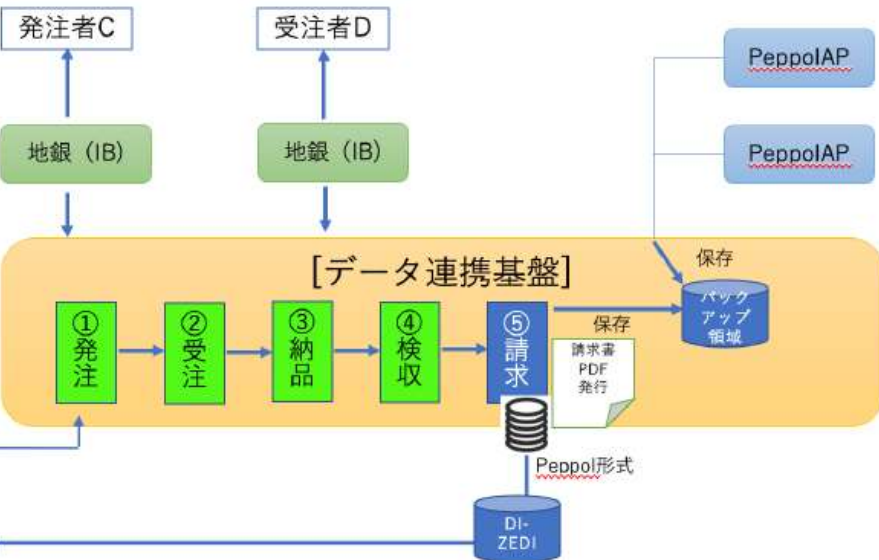 発注者C
受注者D
PeppolAP
地銀（IB）
地銀（IB）
PeppolAP
[データ連携基盤]
保存
バック
アップ
領域
①
発
注
②
受
注
③
納
品
④
検
収
⑤
請
求
保存
請求書
PDF
発行
Peppol形式
DI-
ZEDI